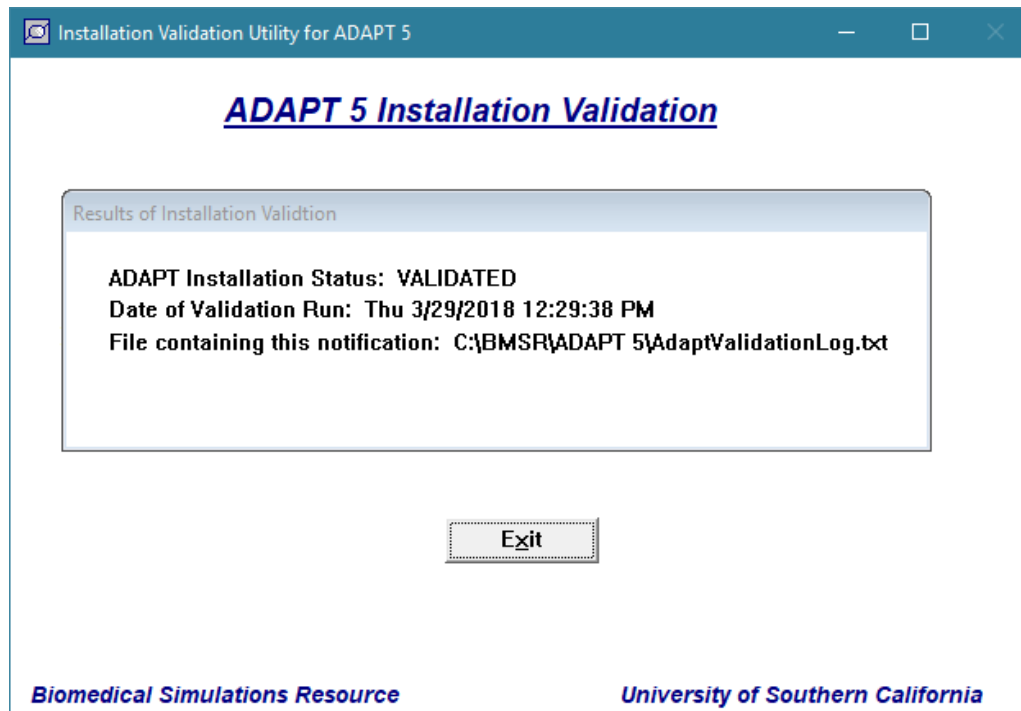 Installation Validation Utility for ADAPT 5
ADAPT 5 Installation Validation
Results of Installation Validtion
ADAPT Installation Status:  VALIDATED
Date of Validation Run:  Thu 3/29/2018 12:29:38 PM
File containing this notification:  C:\BMSR\ADAPT 5\AdaptValidationLog.txt
Exit
Biomedical Simulations Resource
University of Southern California